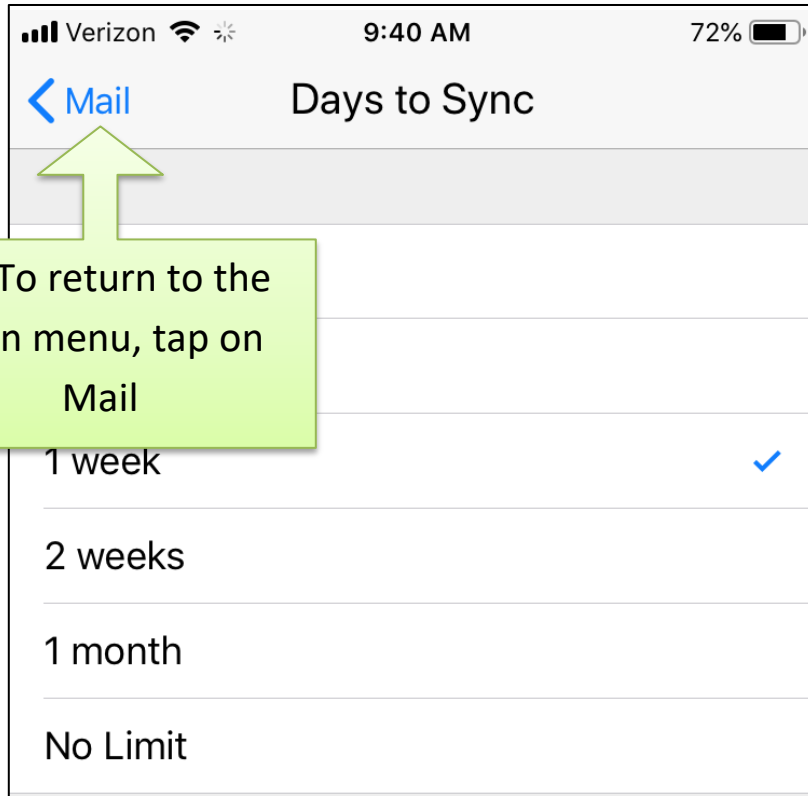 Verizon 9:40 AM 72%
Mail Days to Sync
To return to the
n menu, tap on
Mail
1 week
2 weeks
1 month
No Limit